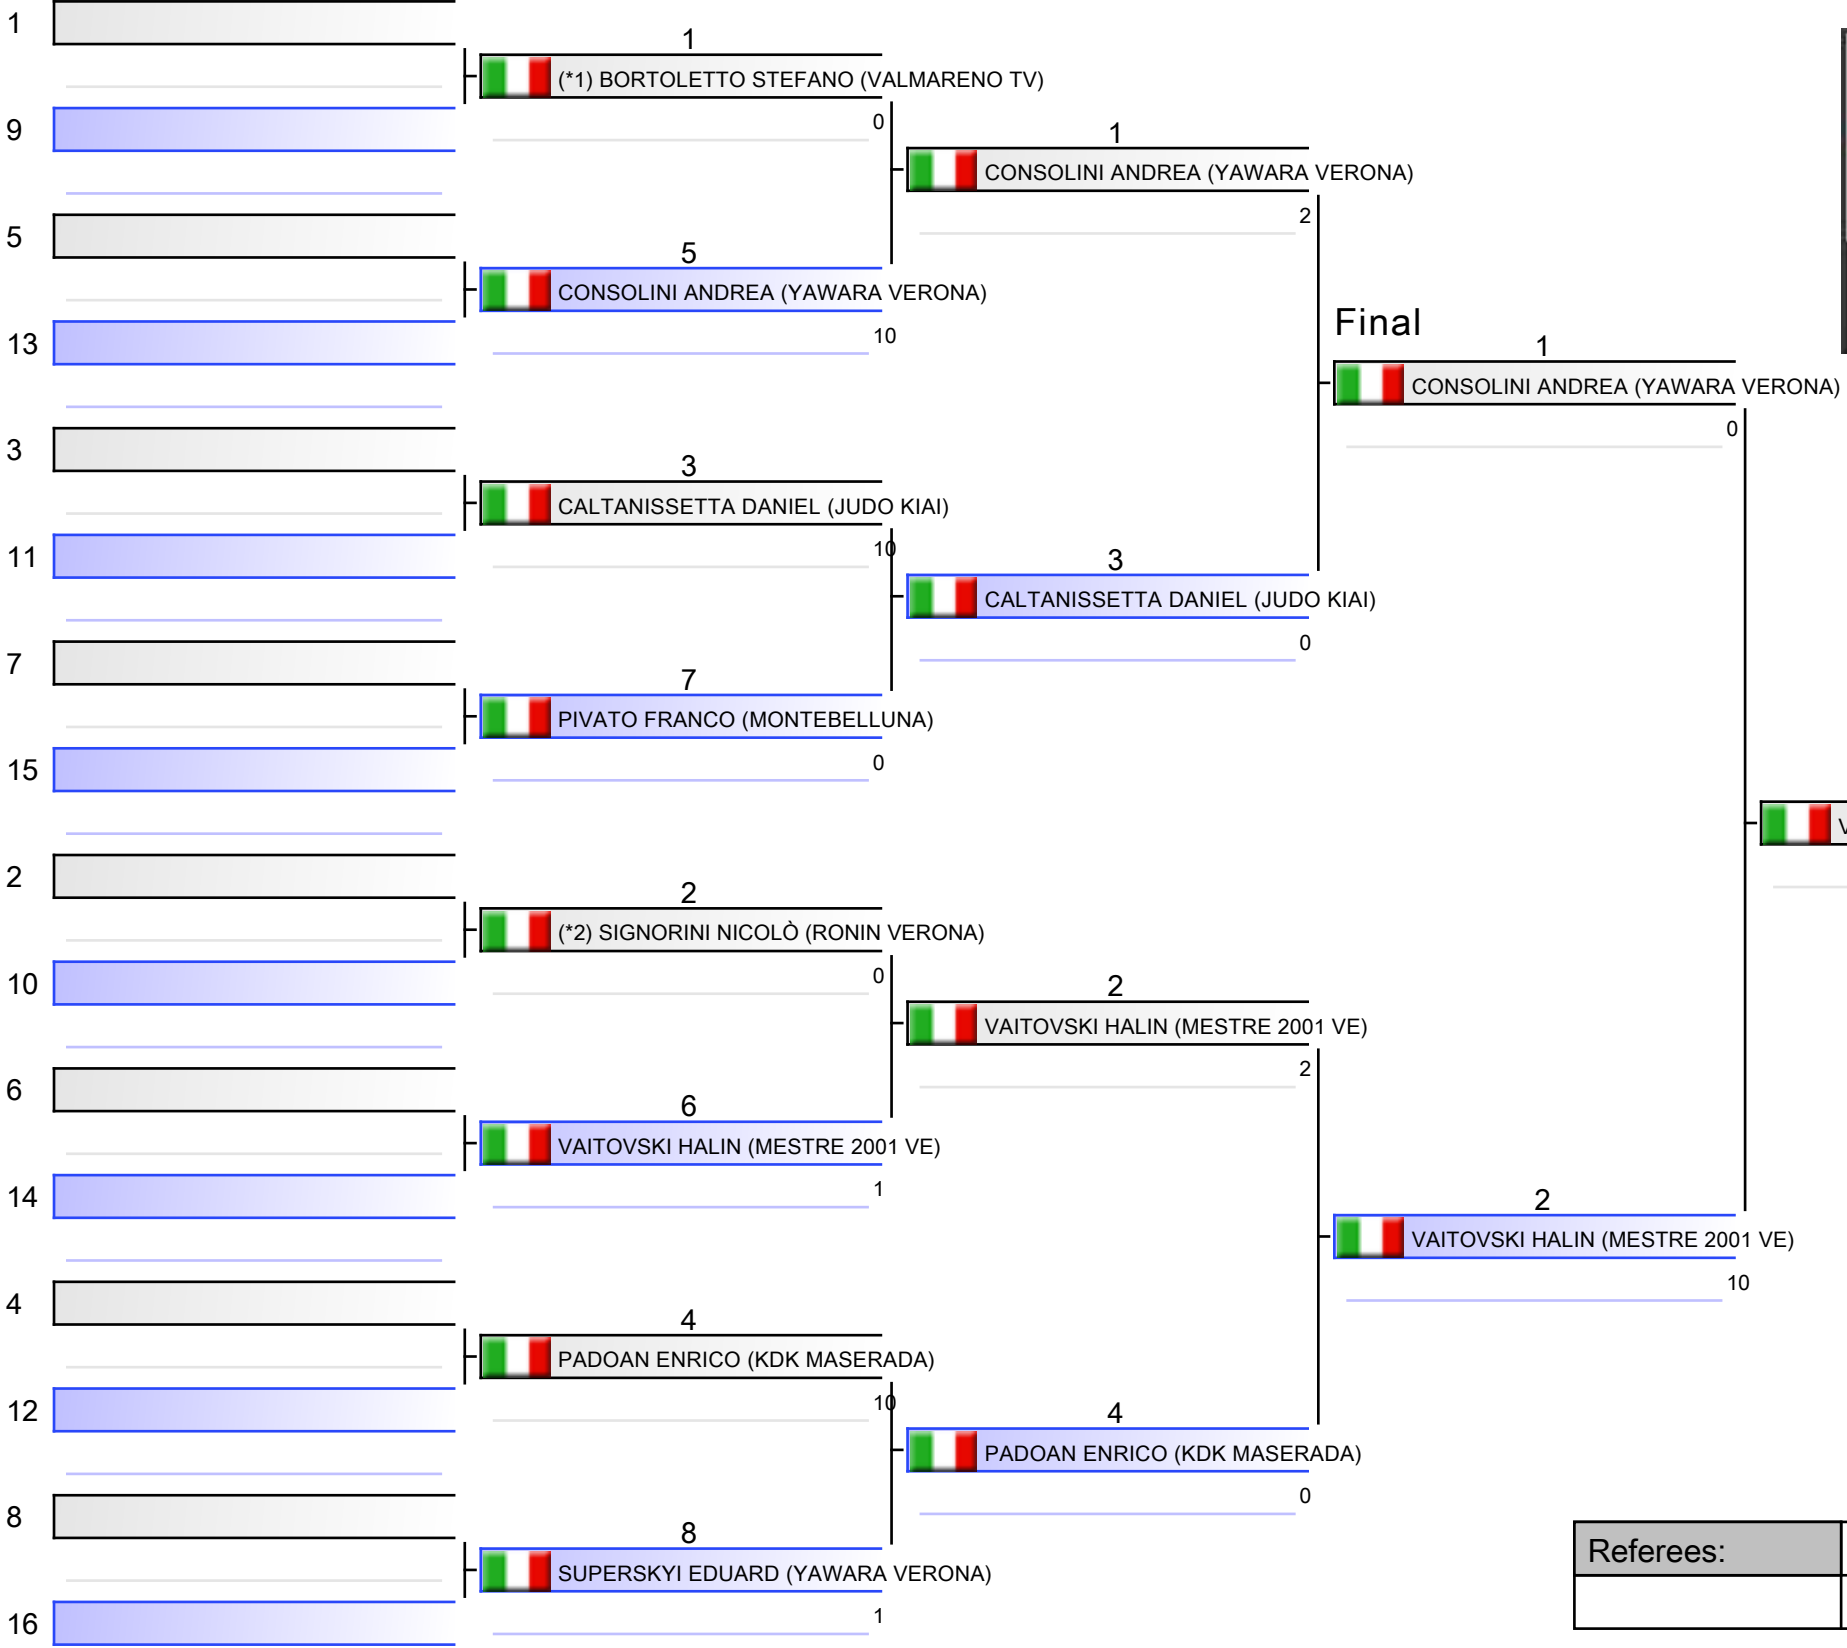 1
9
5
13
3
11
7
15
2
10
6
14
4
12
8
16
1
(*1) BORTOLETTO STEFANO (VALMARENO TV)
0
5
CONSOLINI ANDREA (YAWARA VERONA)
10
3
CALTANISSETTA DANIEL (JUDO KIAI)
10
7
PIVATO FRANCO (MONTEBELLUNA)
0
2
(*2) SIGNORINI NICOLÒ (RONIN VERONA)
0
6
VAITOVSKI HALIN (MESTRE 2001 VE)
1
4
PADOAN ENRICO (KDK MASERADA)
10
8
SUPERSKYI EDUARD (YAWARA VERONA)
1
1
CONSOLINI ANDREA (YAWARA VERONA)
2
3
CALTANISSETTA DANIEL (JUDO KIAI)
0
2
VAITOVSKI HALIN (MESTRE 2001 VE)
2
4
PADOAN ENRICO (KDK MASERADA)
0
Final
1
CONSOLINI ANDREA (YAWARA VERONA)
0
2
VAITOVSKI HALIN (MESTRE 2001 VE)
10
Referees: